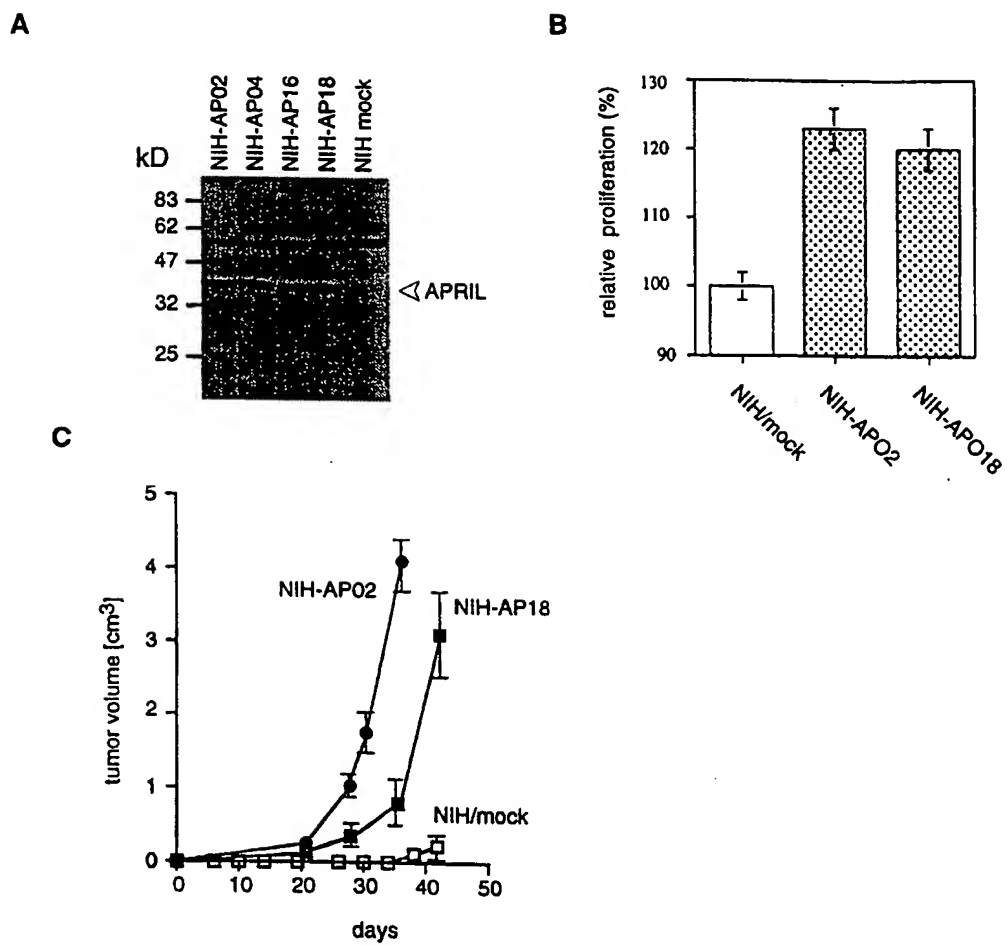 A
B
NIH-AP02
NIH-AP04
NIH-AP16
NIH-AP18
NIH mock
kD
83
62
47
32
25
APRIL
relative proliferation (%)
130
120
110
100
90
NIH/mock
NIH-APO2
NIH-APO18
C
tumor volume [cm3]
5
4
3
2
1
0
NIH-AP02
NIH-AP18
NIH/mock
0 10 20 30 40 50
days